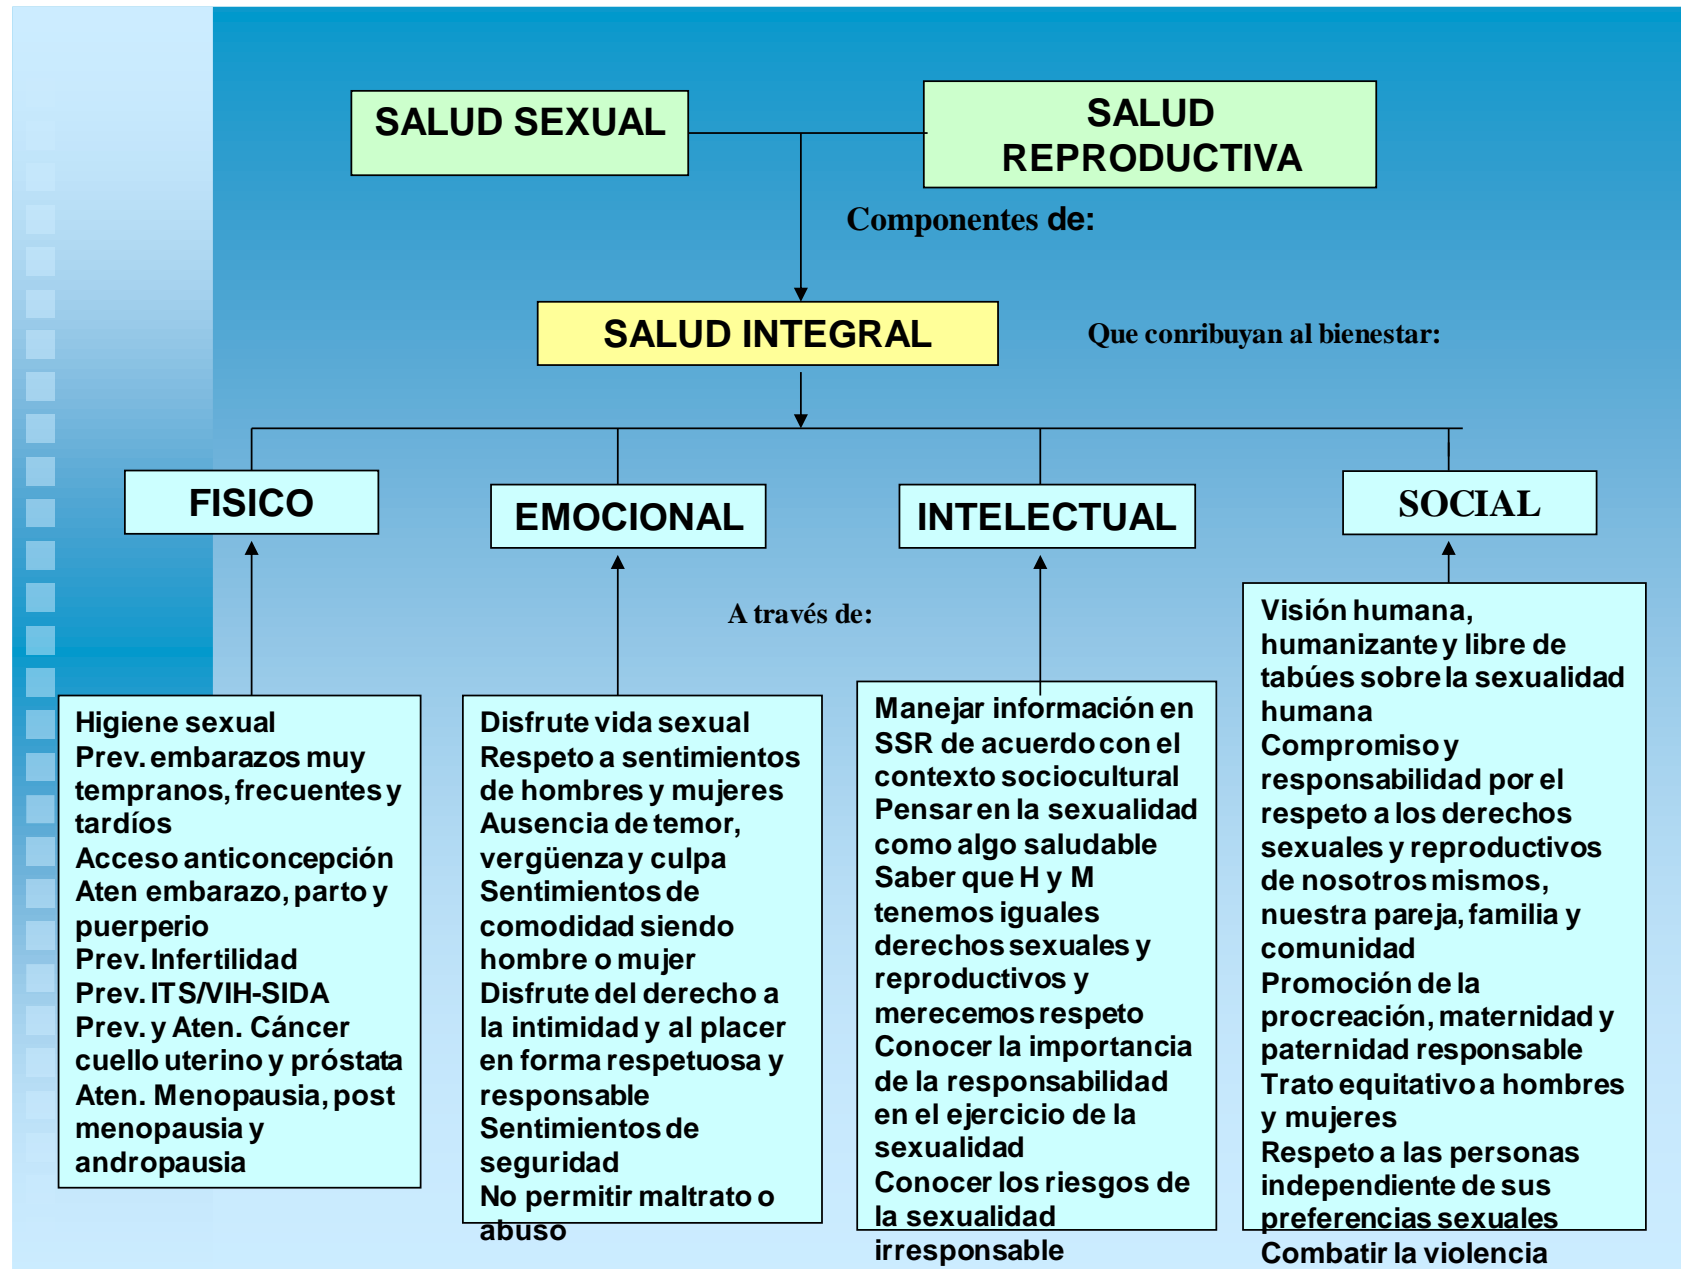 SALUD SEXUAL
SALUD
REPRODUCTIVA
Componentes de:
SALUD INTEGRAL
Que conribuyan al bienestar:
FISICO
EMOCIONAL
INTELECTUAL
SOCIAL
A través de:
Higiene sexual
Prev. embarazos muy
tempranos, frecuentes y
tardíos
Acceso anticoncepción
Aten embarazo, parto y
puerperio
Prev. Infertilidad
Prev. ITS/VIH-SIDA
Prev. y Aten. Cáncer
cuello uterino y próstata
Aten. Menopausia, post
menopausia y
andropausia
Disfrute vida sexual
Respeto a sentimientos
de hombres y mujeres
Ausencia de temor,
vergüenza y culpa
Sentimientos de
comodidad siendo
hombre o mujer
Disfrute del derecho a
la intimidad y al placer
en forma respetuosa y
responsable
Sentimientos de
seguridad
No permitir maltrato o
abuso
Manejar información en
SSR de acuerdo con el
contexto sociocultural
Pensar en la sexualidad
como algo saludable
Saber que H y M
tenemos iguales
derechos sexuales y
reproductivos y
merecemos respeto
Conocer la importancia
de la responsabilidad
en el ejercicio de la
sexualidad
Conocer los riesgos de
la sexualidad
irresponsable
Visión humana,
humanizante y libre de
tabúes sobre la sexualidad
humana
Compromiso y
responsabilidad por el
respeto a los derechos
sexuales y reproductivos
de nosotros mismos,
nuestra pareja, familia y
comunidad
Promoción de la
procreación, maternidad y
paternidad responsable
Trato equitativo a hombres
y mujeres
Respeto a las personas
independiente de sus
preferencias sexuales
Combatir la violencia